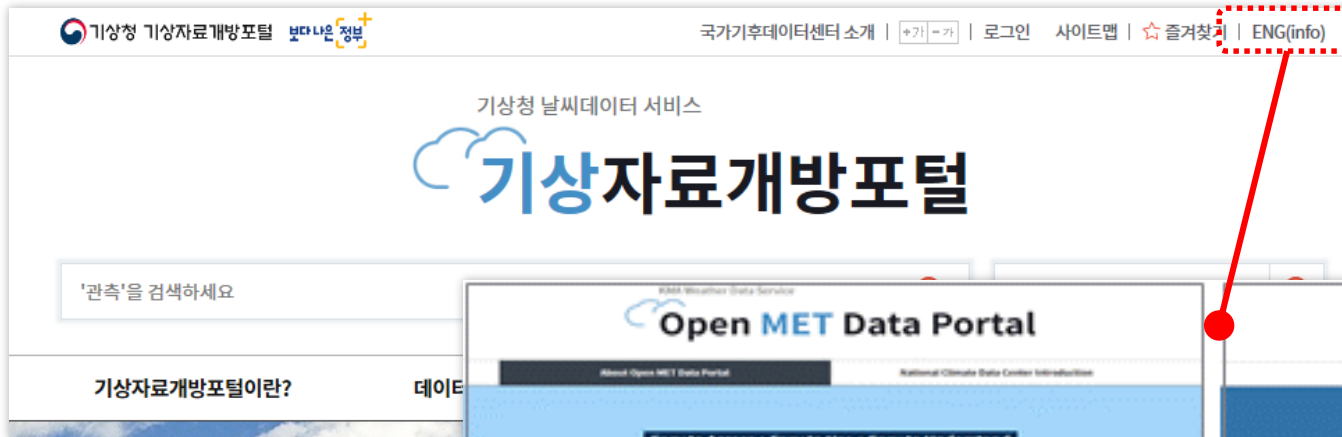 기상청 기상자료개방포털 보다나은 정부
국가기후데이터센터 소개 | +가 -가 | 로그인 사이트맵 | ☆ 즐겨찾기 | ENG(info)
기상청 날씨데이터 서비스
기상자료개방포털
'관측'을 검색하세요
KMA Weather Data Service
Open MET Data Portal
About Open MET Data Portal
National Climate Data Center Introduction
기상자료개방포털이란?